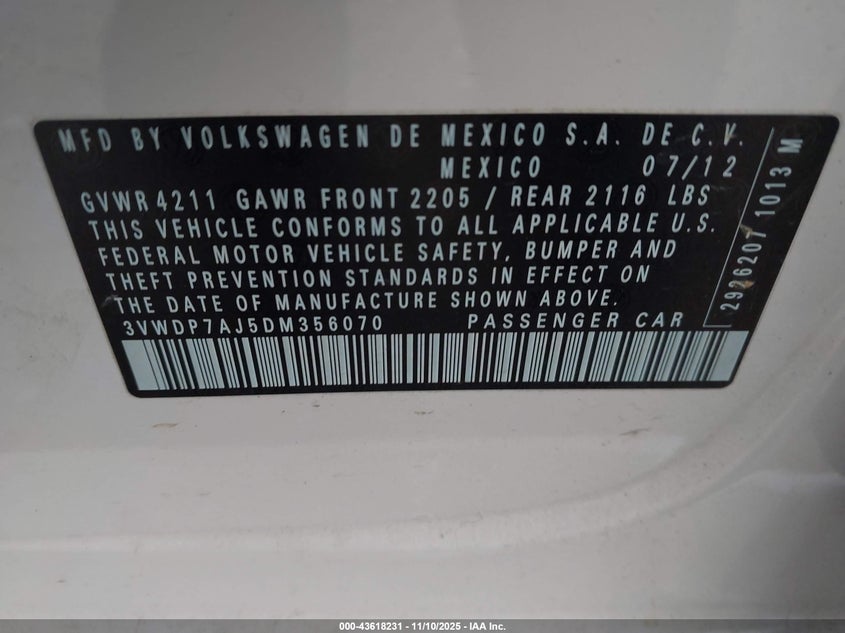 MFD BY VOLKSWAGEN DE MEXICO S.A. DE C.V.
MEXICO 07/12
GVWR 4211 GAWR FRONT 2205 / REAR 2116 LBS
THIS VEHICLE CONFORMS TO ALL APPLICABLE U.S.
FEDERAL MOTOR VEHICLE SAFETY, BUMPER AND
THEFT PREVENTION STANDARDS IN EFFECT ON
THE DATE OF MANUFACTURE SHOWN ABOVE.
3VWDP7AJ5DM356070 PASSENGER CAR
2926207 1013 M
000-43618231 - 11/10/2025 - IAA Inc.